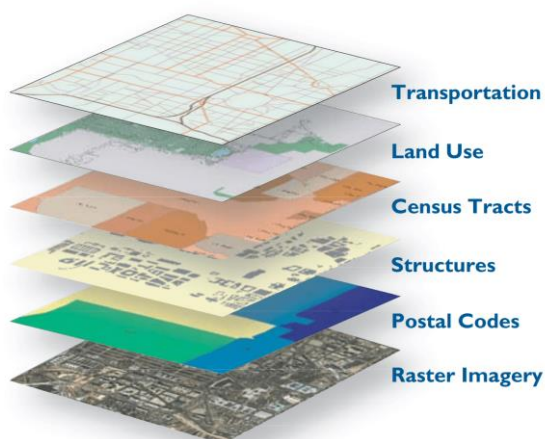 Transportation
Land Use
Census Tracts
Structures
Postal Codes
Raster Imagery